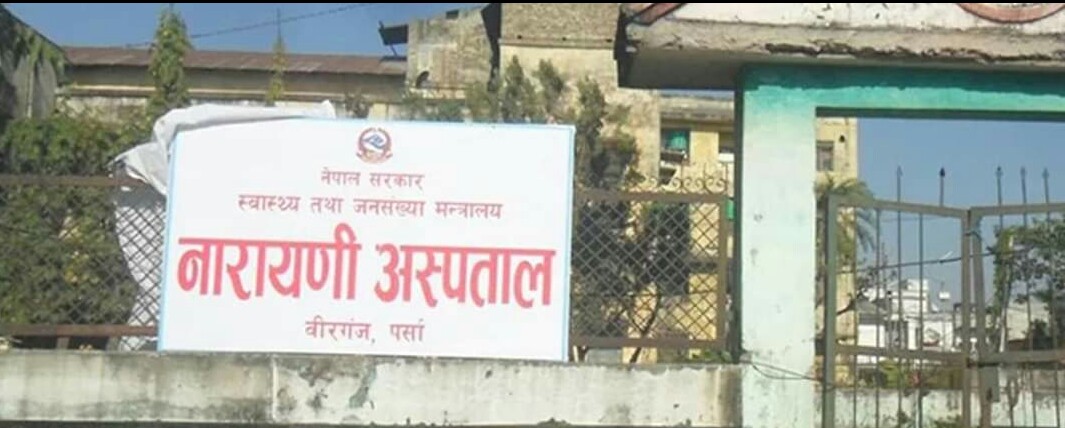 नेपाल सरकार
स्वास्थ्य तथा जनसंख्या मन्त्रालय
नारायणी अस्पताल
वीरगंज, पर्सा